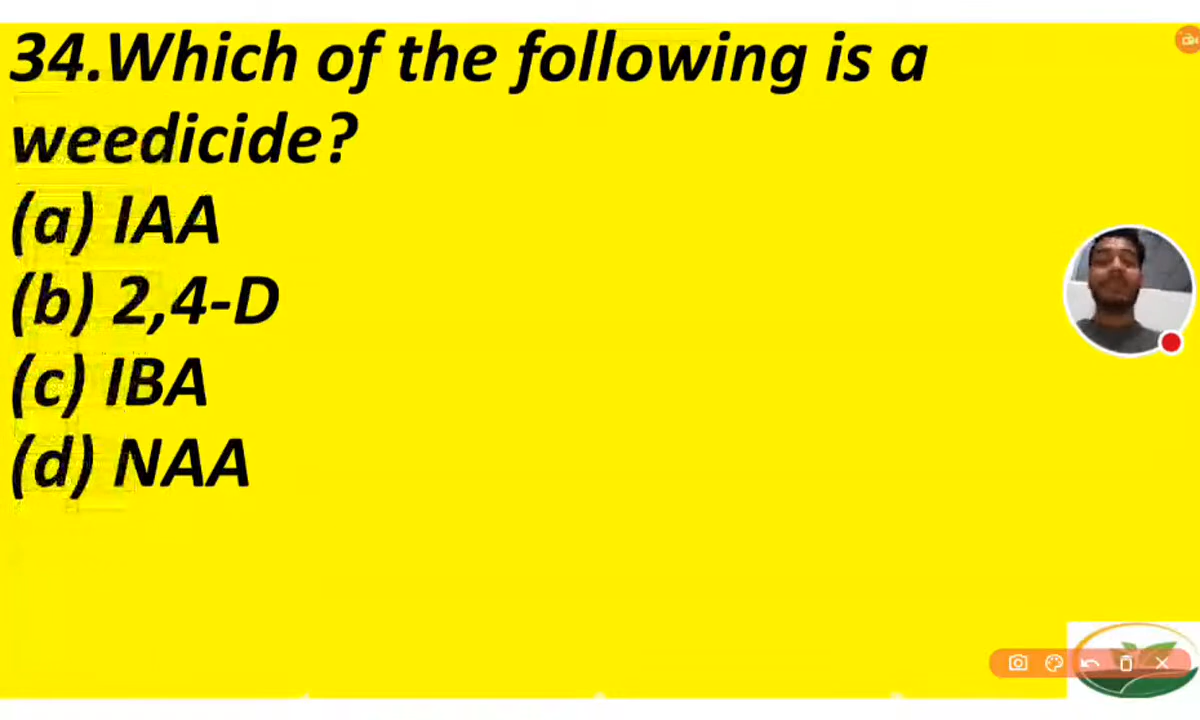 34.Which of the following is a
weedicide?
(a) IAA
(b) 2,4-D
(c) IBA
(d) NAA